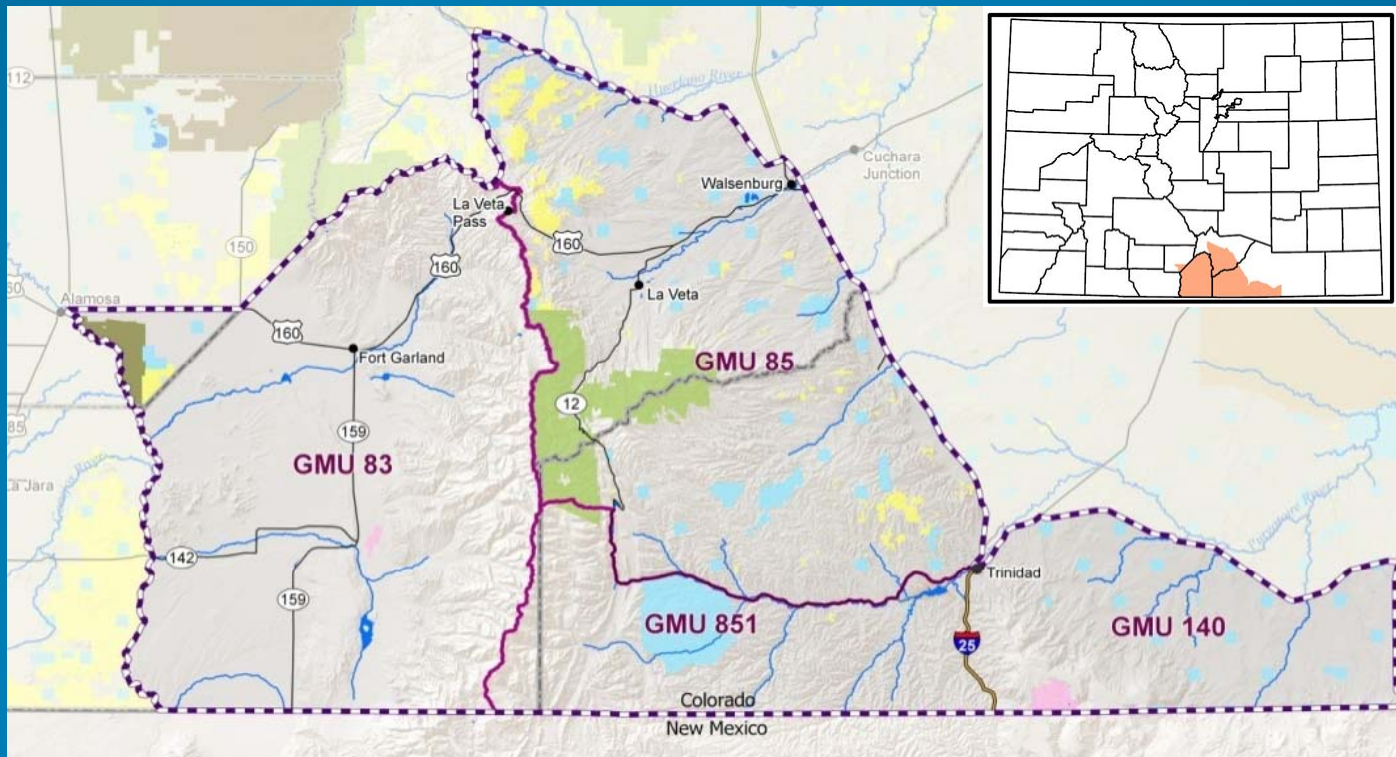 112
Huerfano River
Cuchara
Junction
Walsenburg
La Veta
Pass
160
150
160
La Veta
Alamosa
160
Fort Garland
GMU 85
12
159
GMU 83
La Jara
142
Trinidad
159
GMU 851
25
GMU 140
Colorado
New Mexico